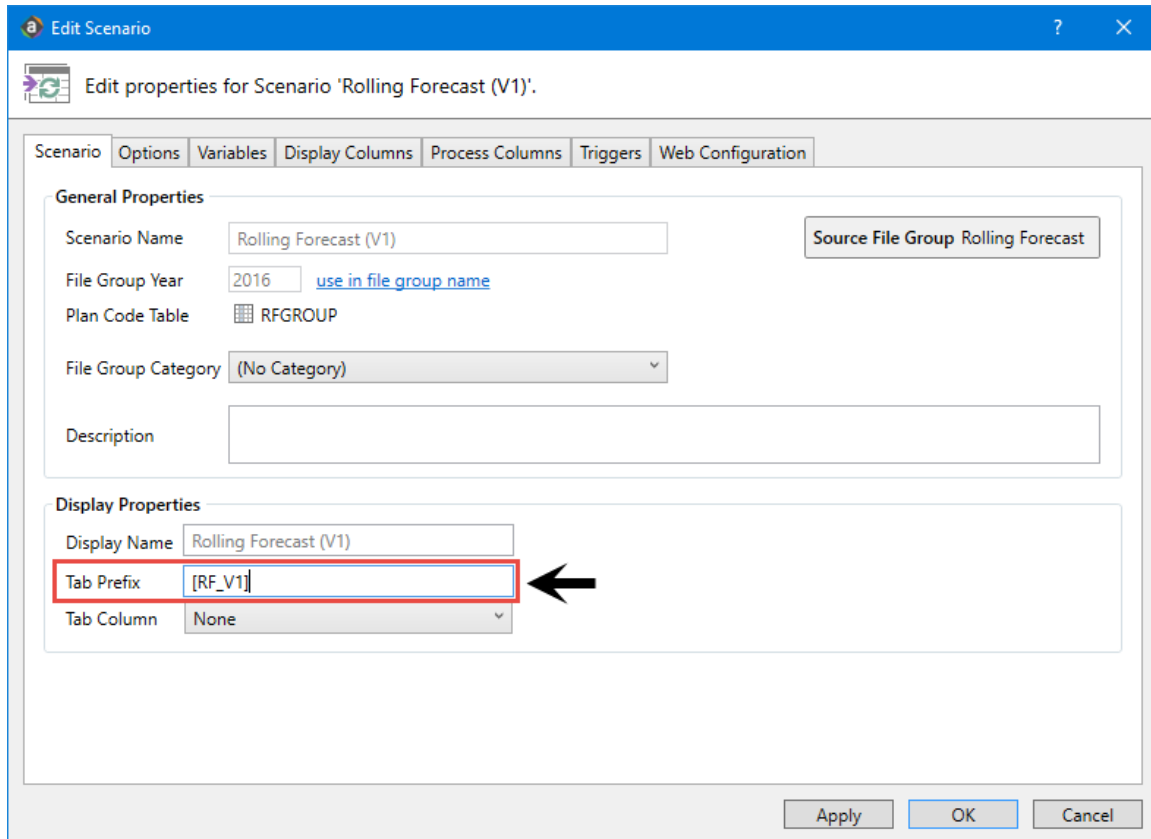 Edit Scenario
Edit properties for Scenario 'Rolling Forecast (V1)'.
Scenario Options Variables Display Columns Process Columns Triggers Web Configuration
General Properties
Scenario Name Rolling Forecast (V1) Source File Group Rolling Forecast
File Group Year 2016 use in file group name
Plan Code Table RFGROUP
File Group Category (No Category)
Description
Display Properties
Display Name Rolling Forecast (V1)
Tab Prefix [RF_V1]
Tab Column None
Apply OK Cancel